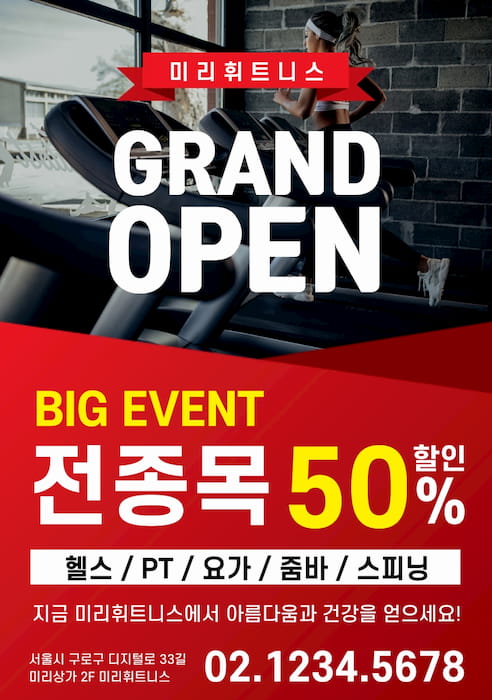 미리휘트니스
GRAND
OPEN
BIG EVENT
전종목 50% 할인
헬스 / PT / 요가 / 줌바 / 스피닝
지금 미리휘트니스에서 아름다움과 건강을 얻으세요!
서울시 구로구 디지털로 33길
미리상가 2F 미리휘트니스
02.1234.5678